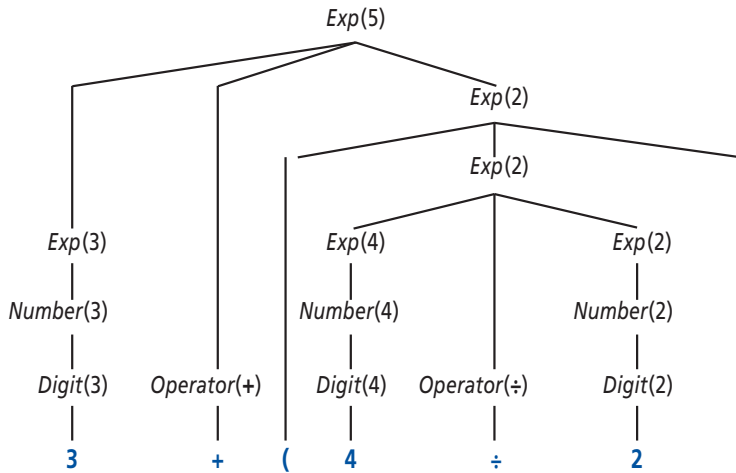 Exp(5)
Exp(2)
Exp(2)
Exp(3) Exp(4) Exp(2)
Number(3) Number(4) Number(2)
Digit(3) Operator(+) Digit(4) Operator(÷) Digit(2)
3 + ( 4 ÷ 2